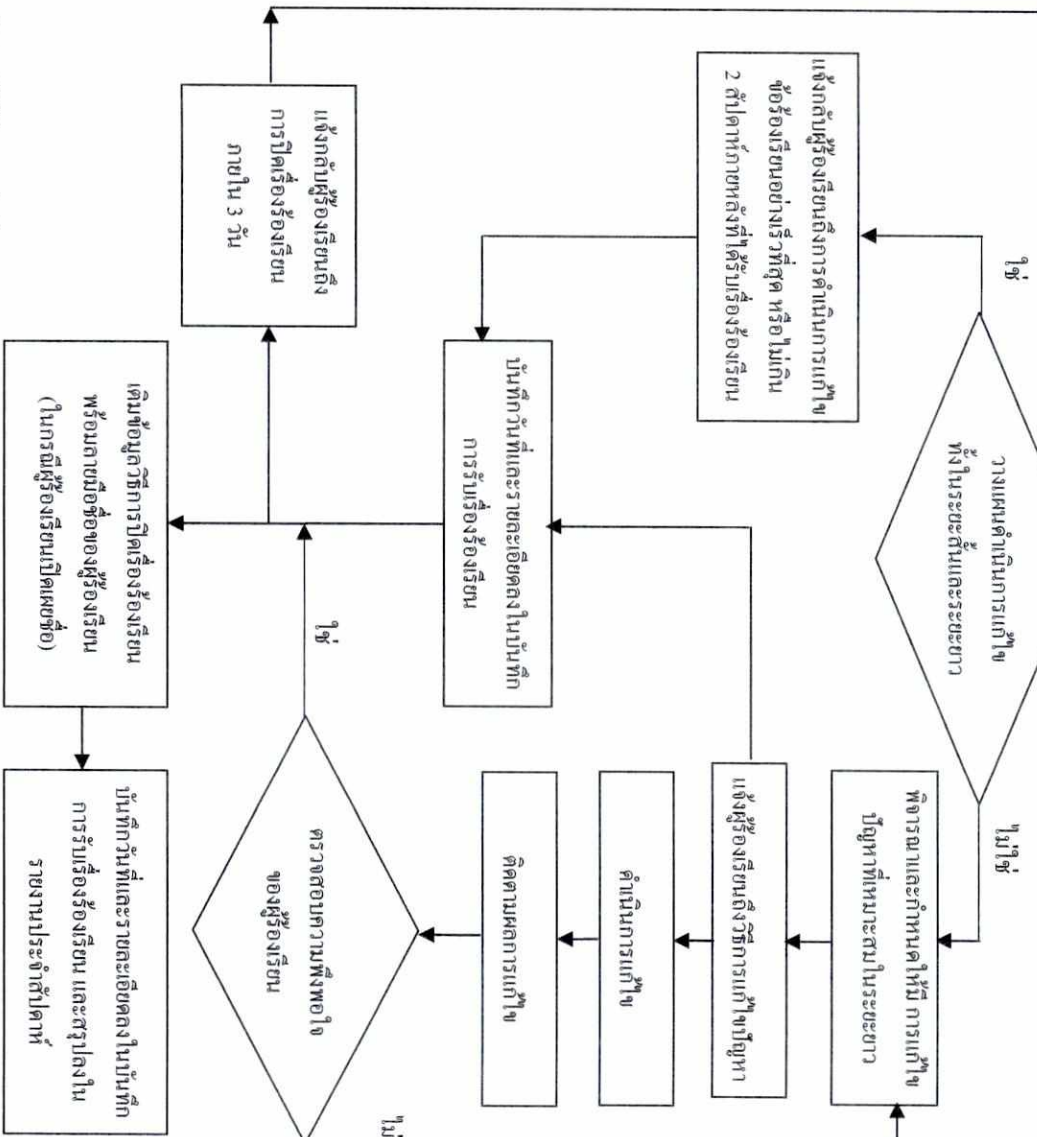 วางแผนดำเนินการแก้ไข
ทั้งในระยะสั้นและระยะยาว
ใช่
ไม่ใช่
แจ้งกลับผู้ร้องเรียนถึงการดำเนินการแก้ไข
ข้อร้องเรียนอย่างเร็วที่สุด หรือไม่เกิน
2 สัปดาห์ภายหลังที่ได้รับเรื่องร้องเรียน
พิจารณาและกำหนดให้มี การแก้ไข
ปัญหาที่เหมาะสมในระยะยาว
แจ้งผู้ร้องเรียนถึงวิธีการแก้ไขปัญหา
บันทึกวันที่และรายละเอียดลงในบันทึก
การรับเรื่องร้องเรียน
ดำเนินการแก้ไข
ติดตามผลการแก้ไข
ตรวจสอบความพึงพอใจ
ของผู้ร้องเรียน
ใช่
แจ้งกลับผู้ร้องเรียนถึง
การปิดเรื่องร้องเรียน
ภายใน 3 วัน
เติมข้อมูลวิธีการปิดเรื่องร้องเรียน
พร้อมลายมือชื่อของผู้ร้องเรียน
(ในกรณีผู้ร้องเรียนเปิดเผยชื่อ)
บันทึกวันที่และรายละเอียดลงในบันทึก
การรับเรื่องร้องเรียน และสรุปลงใน
รายงานประจำสัปดาห์